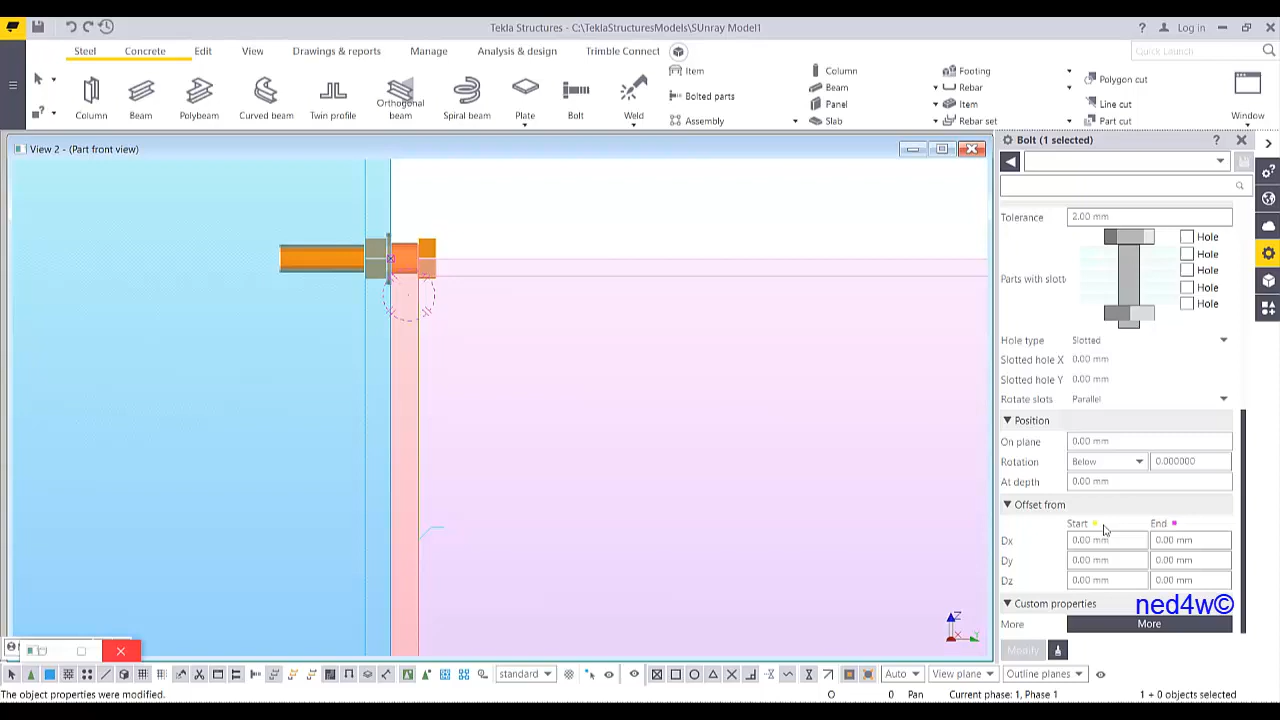 Tekla Structures - C:\TeklaStructuresModels\SUnray Model1
? Log in
Steel Concrete Edit View Drawings & reports Manage Analysis & design Trimble Connect Quick Launch
Item Column Footing Polygon cut
Bolted parts Beam Rebar Line cut
Panel Item
Assembly Slab Rebar set Part cut
Column Beam Polybeam Curved beam Twin profile Orthogonal beam Spiral beam Plate Bolt Weld Window
View 2 - (Part front view)
Bolt (1 selected) ?
Tolerance 2.00 mm
Hole
Hole
Parts with slott Hole
Hole
Hole
Hole type Slotted
Slotted hole X 0.00 mm
Slotted hole Y 0.00 mm
Rotate slots Parallel
Position
On plane 0.00 mm
Rotation Below 0.000000
At depth 0.00 mm
Offset from
Start End
Dx 0.00 mm 0.00 mm
Dy 0.00 mm 0.00 mm
Dz 0.00 mm 0.00 mm
Custom properties
ned4w©
More More
Modify
Z
X
Y
standard Auto View plane Outline planes
The object properties were modified. O 0 Pan Current phase: 1, Phase 1 1 + 0 objects selected